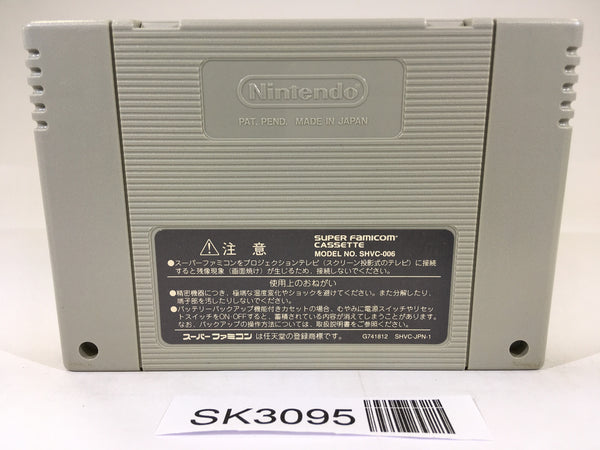 Nintendo
PAT. PEND. MADE IN JAPAN
注意
SUPER FAMICOM
CASSETTE
MODEL NO. SHVC-006
●スーパーファミコンをプロジェクションテレビ(スクリーン投影式のテレビ)に接続
すると残像現象(画面焼け)が生じるため、接続しないでください。
使用上のおねがい
●精密機器につき、極端な温度変化やショックを避けてください。また分解したり、
端子部を汚したりしないでください。
●バッテリーバックアップ機能付きカセットの場合、むやみに電源スイッチやリセ
ットスイッチをON・OFFすると、蓄積されている内容が消えてしまうことがあります。
なお、バックアップの操作方法については、取扱説明書をご参照ください。
スーパーファミコンは任天堂の登録商標です。
G741812 SHVC-JPN-1
SK3095